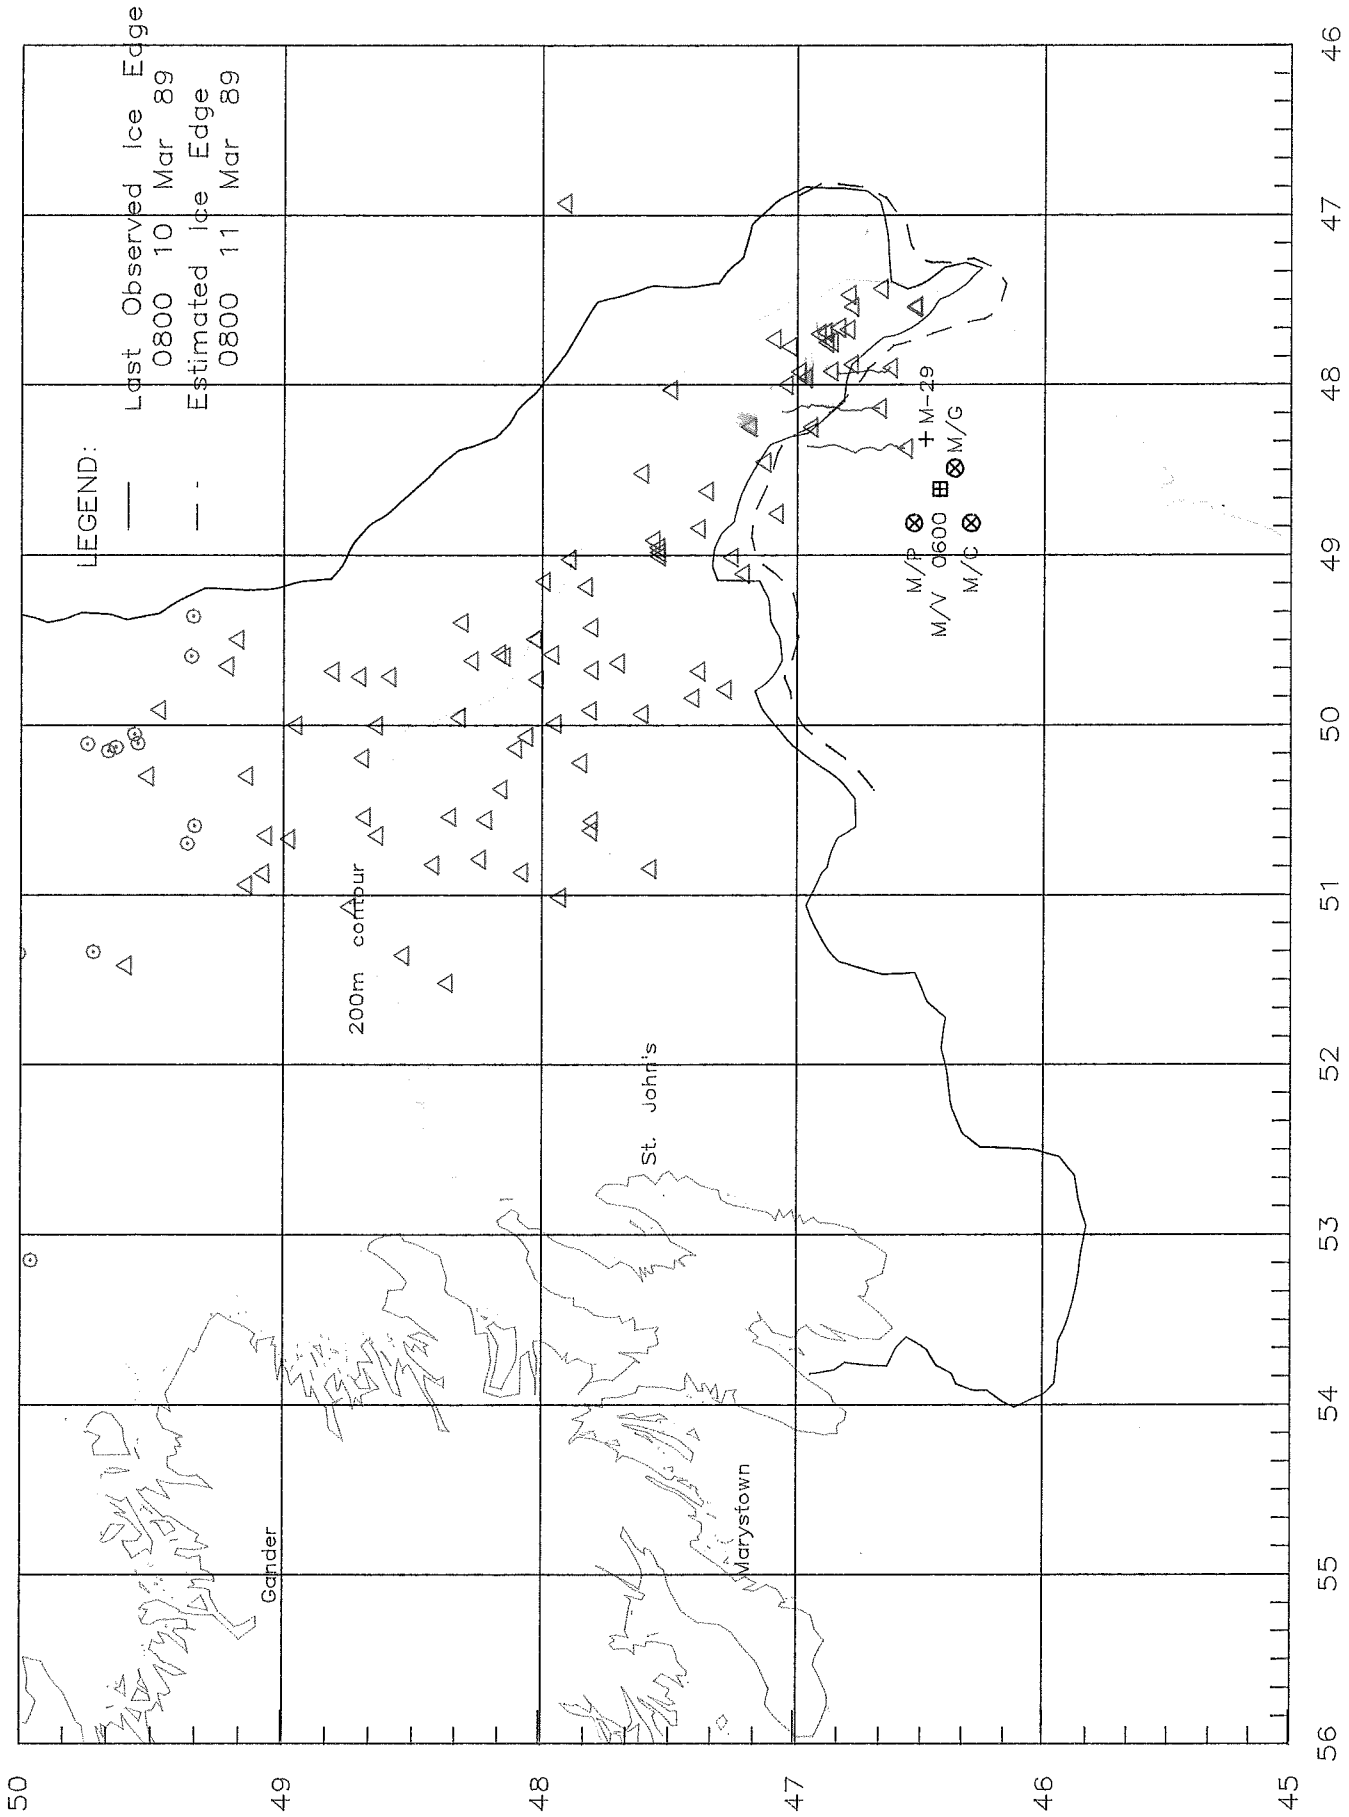 LEGEND:
Last Observed Ice Edge
0800 10 Mar 89
Estimated Ice Edge
0800 11 Mar 89
200m contour
St. John's
Gander
Marystown
M-29
M/G
M/P
M/V 0600
M/C
50
49
48
47
46
45
56
55
54
53
52
51
50
49
48
47
46